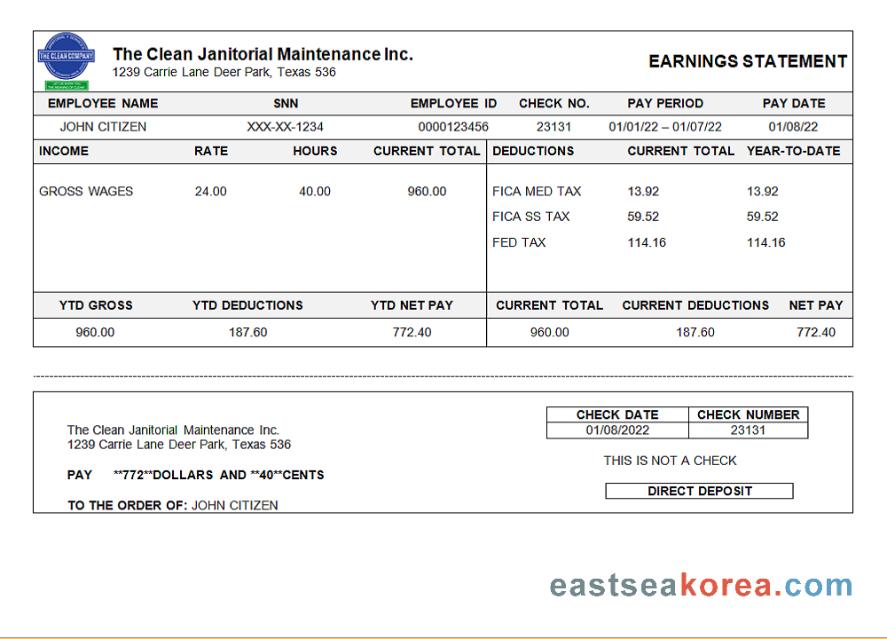 THE CLEAN COMPANY
The Clean Janitorial Maintenance Inc.
1239 Carrie Lane Deer Park, Texas 536
EARNINGS STATEMENT
EMPLOYEE NAME SNN EMPLOYEE ID CHECK NO. PAY PERIOD PAY DATE
JOHN CITIZEN XXX-XX-1234 0000123456 23131 01/01/22 – 01/07/22 01/08/22
INCOME RATE HOURS CURRENT TOTAL DEDUCTIONS CURRENT TOTAL YEAR-TO-DATE
GROSS WAGES 24.00 40.00 960.00 FICA MED TAX 13.92 13.92
FICA SS TAX 59.52 59.52
FED TAX 114.16 114.16
YTD GROSS YTD DEDUCTIONS YTD NET PAY CURRENT TOTAL CURRENT DEDUCTIONS NET PAY
960.00 187.60 772.40 960.00 187.60 772.40
The Clean Janitorial Maintenance Inc.
1239 Carrie Lane Deer Park, Texas 536
PAY **772**DOLLARS AND **40**CENTS
TO THE ORDER OF: JOHN CITIZEN
CHECK DATE CHECK NUMBER
01/08/2022 23131
THIS IS NOT A CHECK
DIRECT DEPOSIT
eastseakorea.com